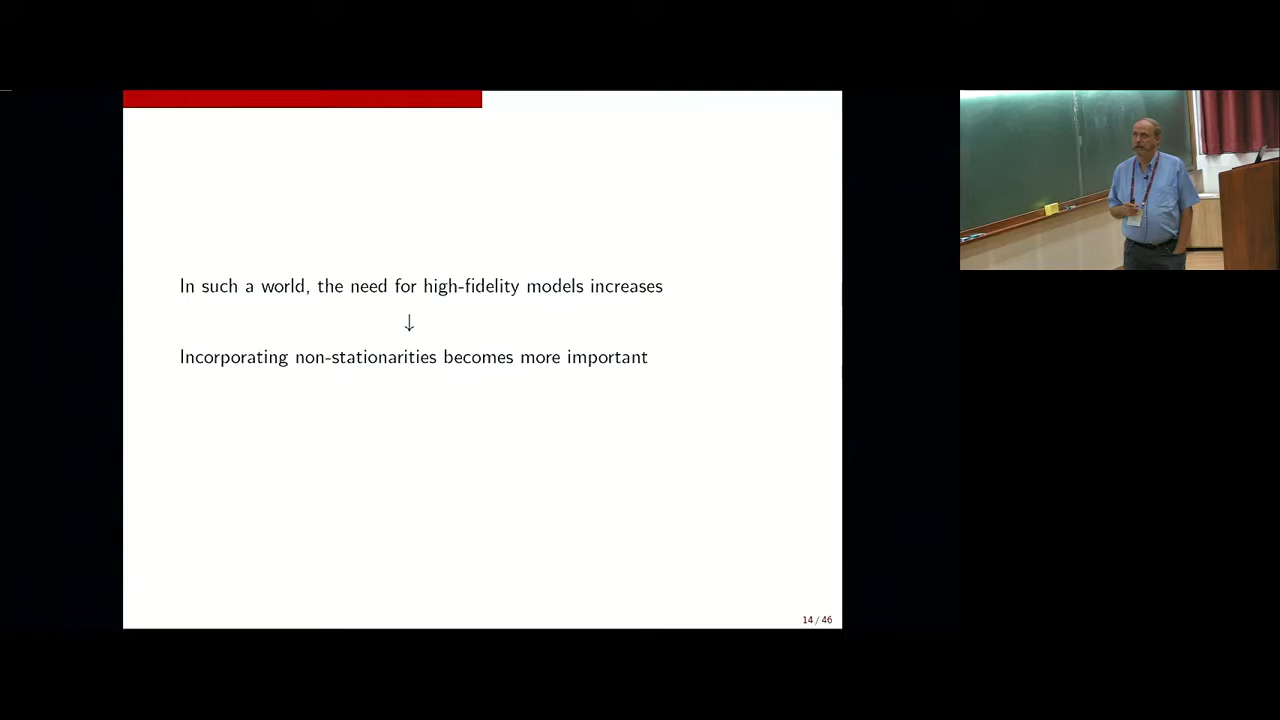 In such a world, the need for high-fidelity models increases
↓
Incorporating non-stationarities becomes more important
14 / 46